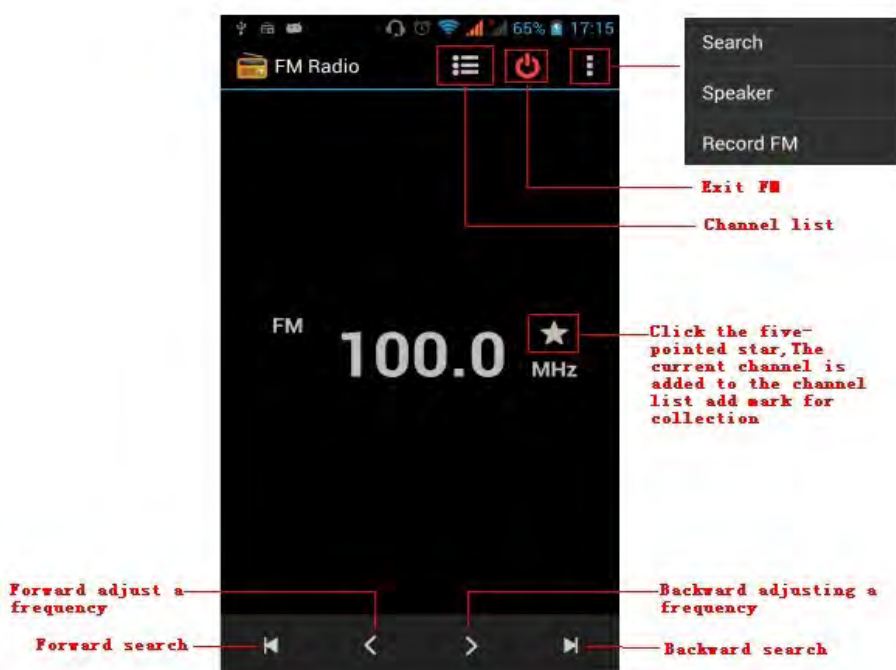 65% 17:15
FM Radio
Search
Speaker
Record FM
Exit FM
Channel list
FM
100.0
MHz
Click the five-
pointed star,The
current channel is
added to the channel
list add mark for
collection
Forward adjust a
frequency
Backward adjusting a
frequency
Forward search
Backward search